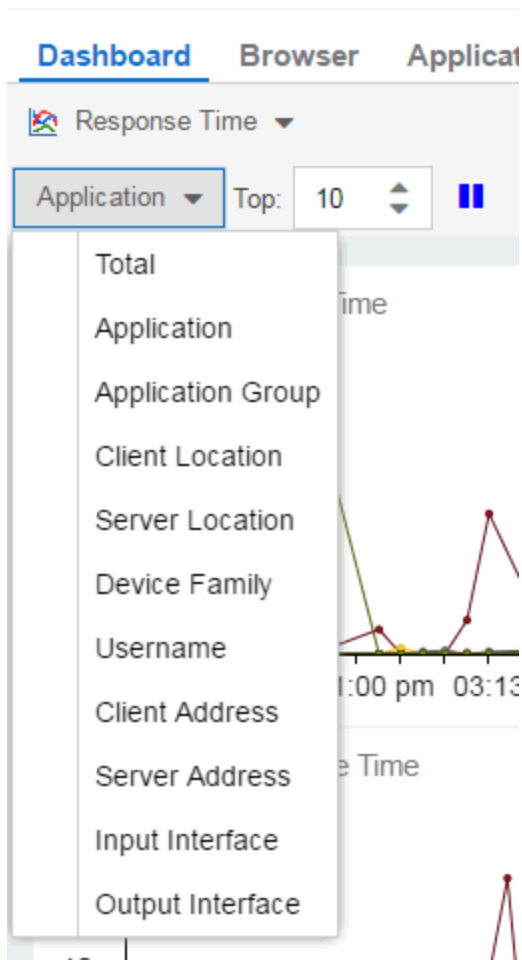 Dashboard Browser Applicat
Response Time
Application Top: 10
Total
Application
Application Group
Client Location
Server Location
Device Family
Username
Client Address
Server Address
Input Interface
Output Interface
Time
1:00 pm 03:13
e Time